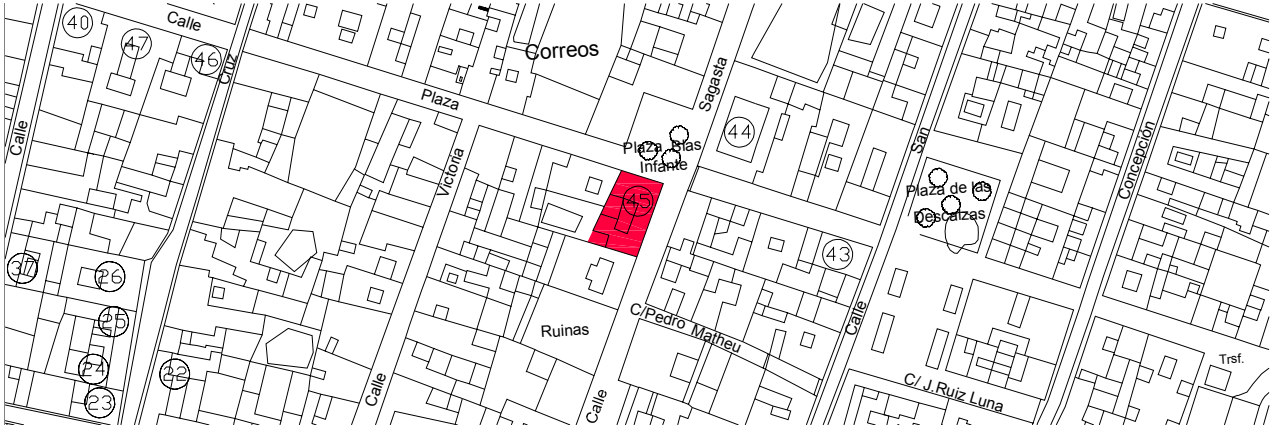 40
Calle
47
46
Cruz
Correos
Plaza
Sagasta
44
Plaza Blas
Infante
45
Calle
Victoria
San
Concepción
Plaza de las
Descalzas
43
37
26
25
24
23
22
Ruinas
C/Pedro Matheu
Calle
Calle
Calle
C/ J.Ruiz Luna
Trsf.